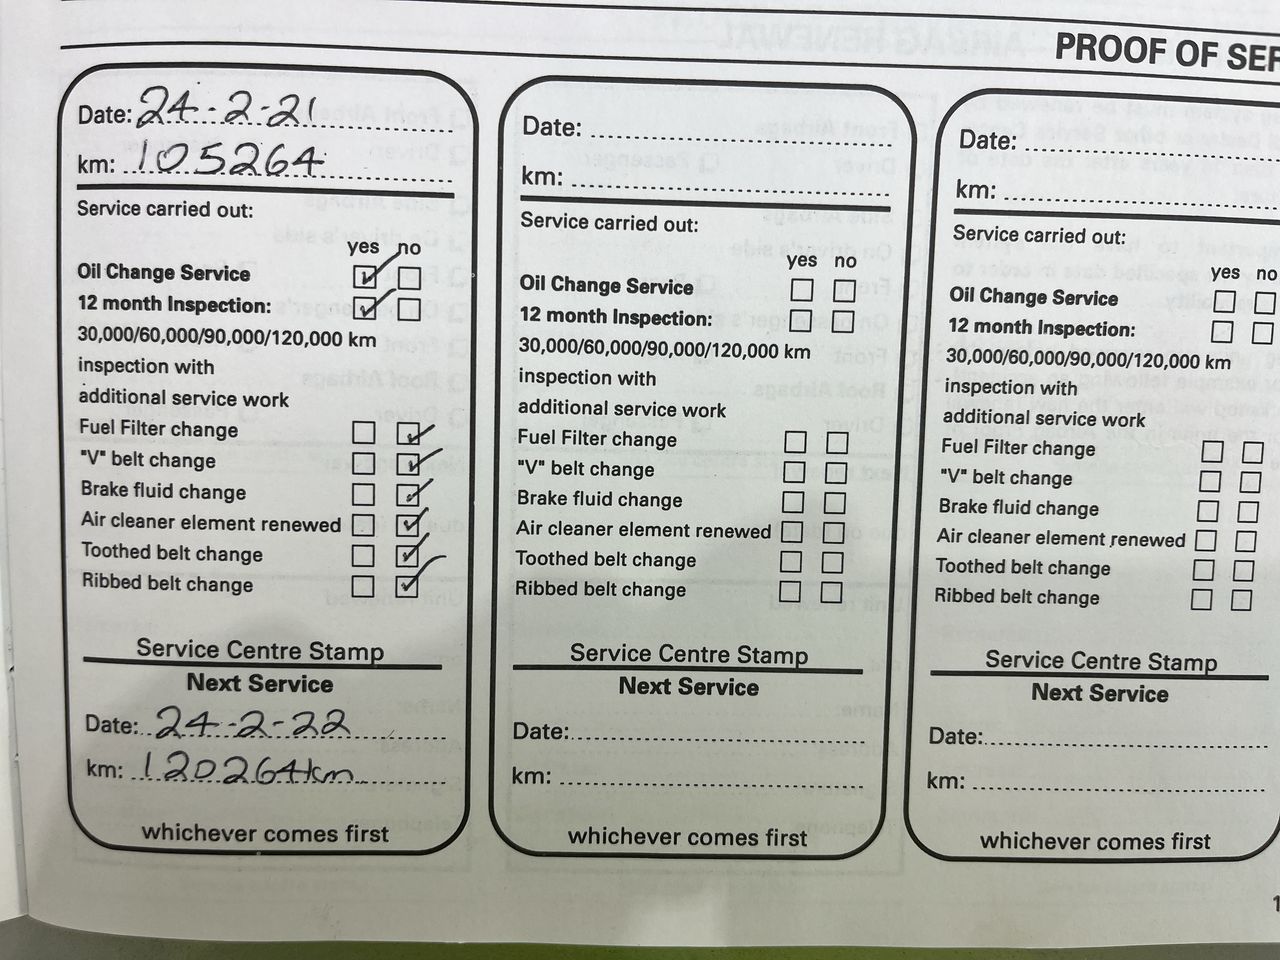 PROOF OF SER
Date: 24-2-21
km: 105264
Service carried out:
yes no
Oil Change Service
12 month Inspection:
30,000/60,000/90,000/120,000 km
inspection with
additional service work
Fuel Filter change
"V" belt change
Brake fluid change
Air cleaner element renewed
Toothed belt change
Ribbed belt change
Service Centre Stamp
Next Service
Date: 24-2-22
km: 120264km
whichever comes first
Date:
km:
Service carried out:
yes no
Oil Change Service
12 month Inspection:
30,000/60,000/90,000/120,000 km
inspection with
additional service work
Fuel Filter change
"V" belt change
Brake fluid change
Air cleaner element renewed
Toothed belt change
Ribbed belt change
Service Centre Stamp
Next Service
Date:
km:
whichever comes first
Date:
km:
Service carried out:
yes no
Oil Change Service
12 month Inspection:
30,000/60,000/90,000/120,000 km
inspection with
additional service work
Fuel Filter change
"V" belt change
Brake fluid change
Air cleaner element renewed
Toothed belt change
Ribbed belt change
Service Centre Stamp
Next Service
Date:
km:
whichever comes first